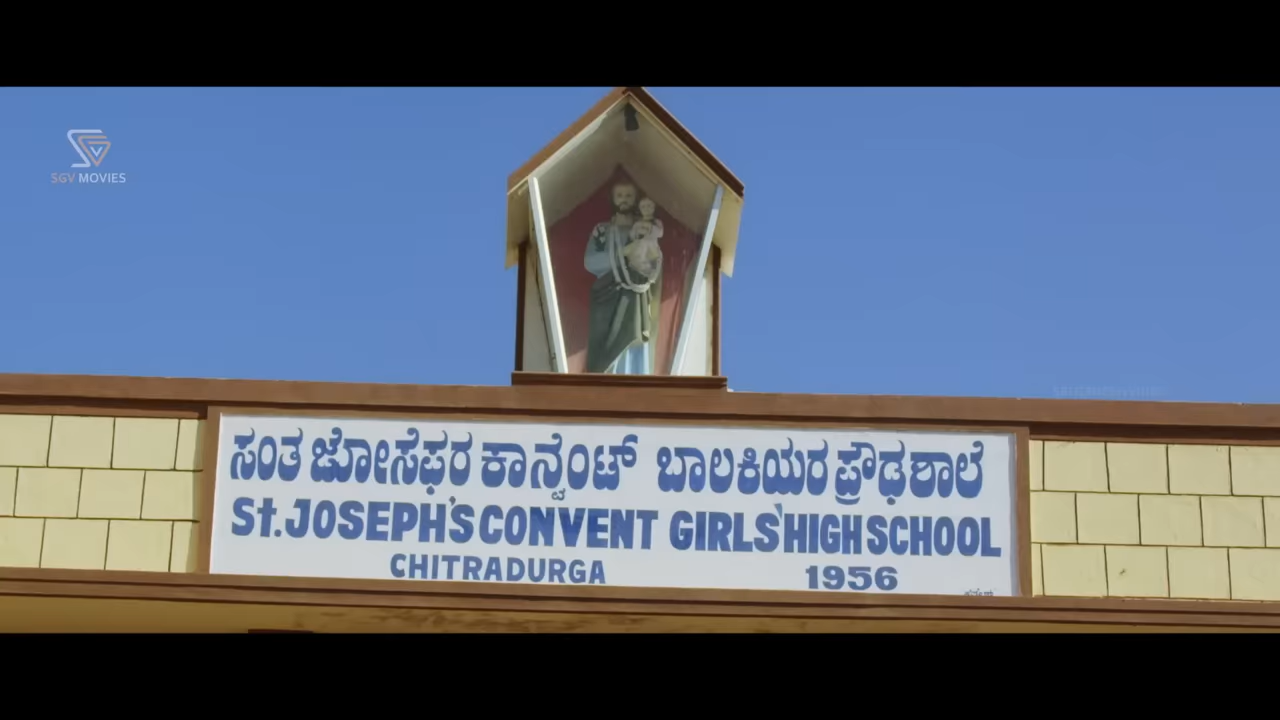 SGV MOVIES
ಸಂತ ಜೋಸೆಫರ ಕಾನ್ವೆಂಟ್ ಬಾಲಕಿಯರ ಪ್ರೌಢಶಾಲೆ
St. JOSEPH'S CONVENT GIRLS' HIGH SCHOOL
CHITRADURGA 1956